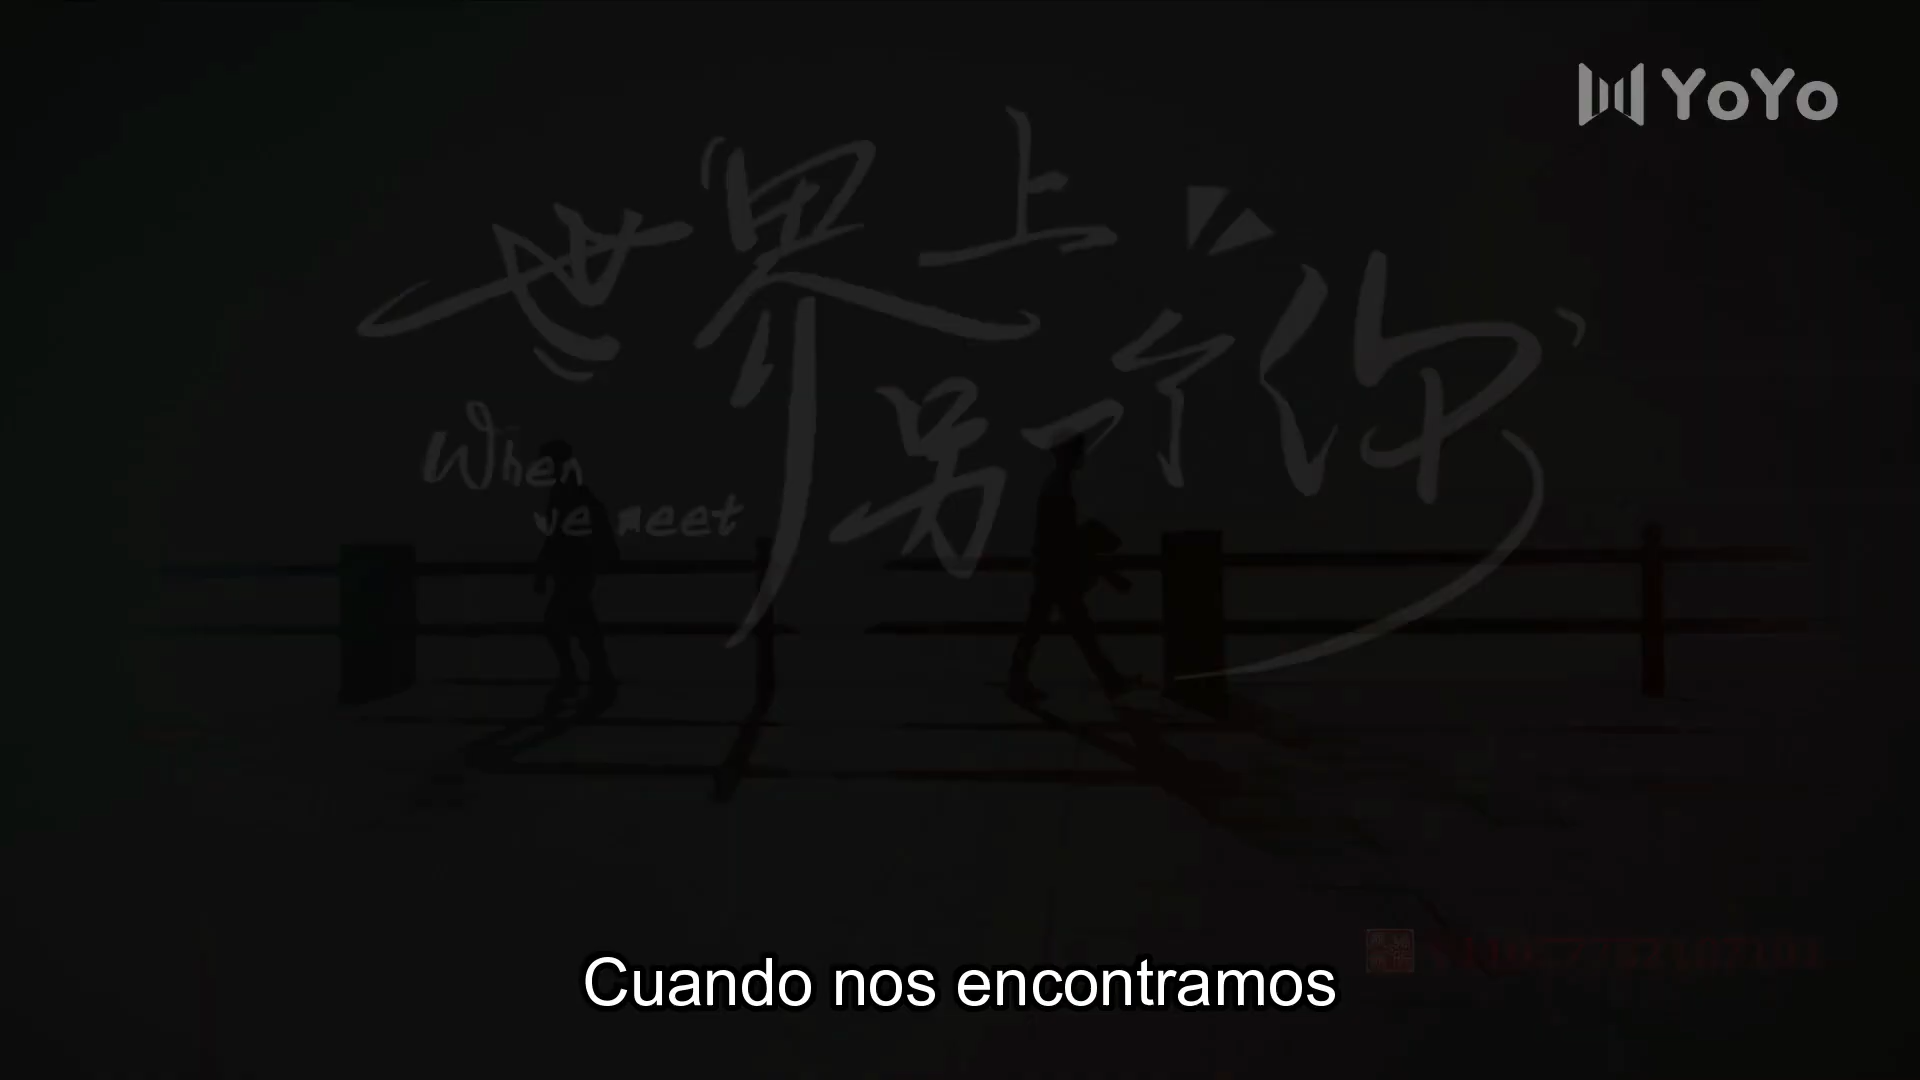 YoYo
世界上
另一个你
When
we meet
Cuando nos encontramos